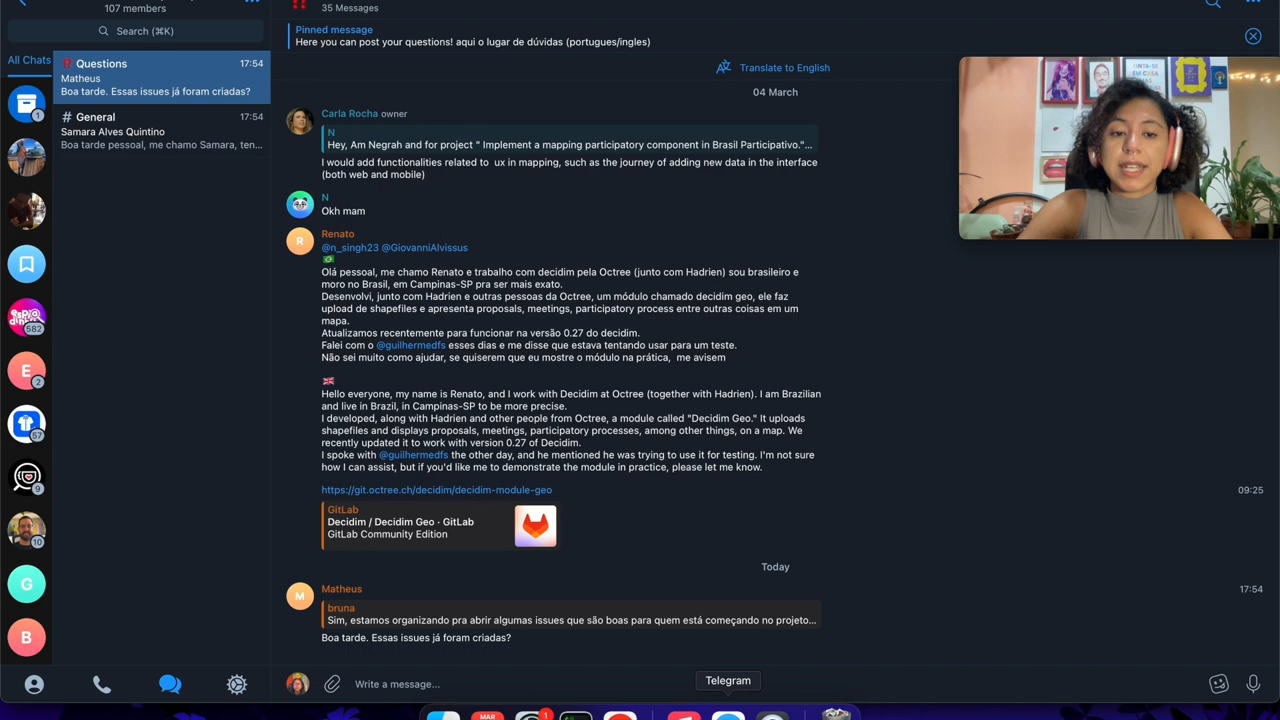 107 members
Search (⌘K)
All Chats
Questions
17:54
Matheus
Boa tarde. Essas issues já foram criadas?
# General
17:54
Samara Alves Quintino
Boa tarde pessoal, me chamo Samara, ten...
1
582
2
57
9
10
E
G
B
35 Messages
Pinned message
Here you can post your questions! aqui o lugar de dúvidas (portugues/ingles)
Translate to English
04 March
Carla Rocha owner
N
Hey, Am Negrah and for project " Implement a mapping participatory component in Brasil Participativo."...
I would add functionalities related to ux in mapping, such as the journey of adding new data in the interface
(both web and mobile)
N
Okh mam
R
Renato
@n_singh23 @GiovanniAlvissus
Olá pessoal, me chamo Renato e trabalho com decidim pela Octree (junto com Hadrien) sou brasileiro e
moro no Brasil, em Campinas-SP pra ser mais exato.
Desenvolvi, junto com Hadrien e outras pessoas da Octree, um módulo chamado decidim geo, ele faz
upload de shapefiles e apresenta proposals, meetings, participatory process entre outras coisas em um
mapa.
Atualizamos recentemente para funcionar na versão 0.27 do decidim.
Falei com o @guilhermedfs esses dias e me disse que estava tentando usar para um teste.
Não sei muito como ajudar, se quiserem que eu mostre o módulo na prática, me avisem
Hello everyone, my name is Renato, and I work with Decidim at Octree (together with Hadrien). I am Brazilian
and live in Brazil, in Campinas-SP to be more precise.
I developed, along with Hadrien and other people from Octree, a module called "Decidim Geo." It uploads
shapefiles and displays proposals, meetings, participatory processes, among other things, on a map. We
recently updated it to work with version 0.27 of Decidim.
I spoke with @guilhermedfs the other day, and he mentioned he was trying to use it for testing. I'm not sure
how I can assist, but if you'd like me to demonstrate the module in practice, please let me know.
https://git.octree.ch/decidim/decidim-module-geo
09:25
GitLab
Decidim / Decidim Geo · GitLab
GitLab Community Edition
Today
M
Matheus
17:54
bruna
Sim, estamos organizando pra abrir algumas issues que são boas para quem está começando no projeto...
Boa tarde. Essas issues já foram criadas?
Write a message...
Telegram
MAR
1